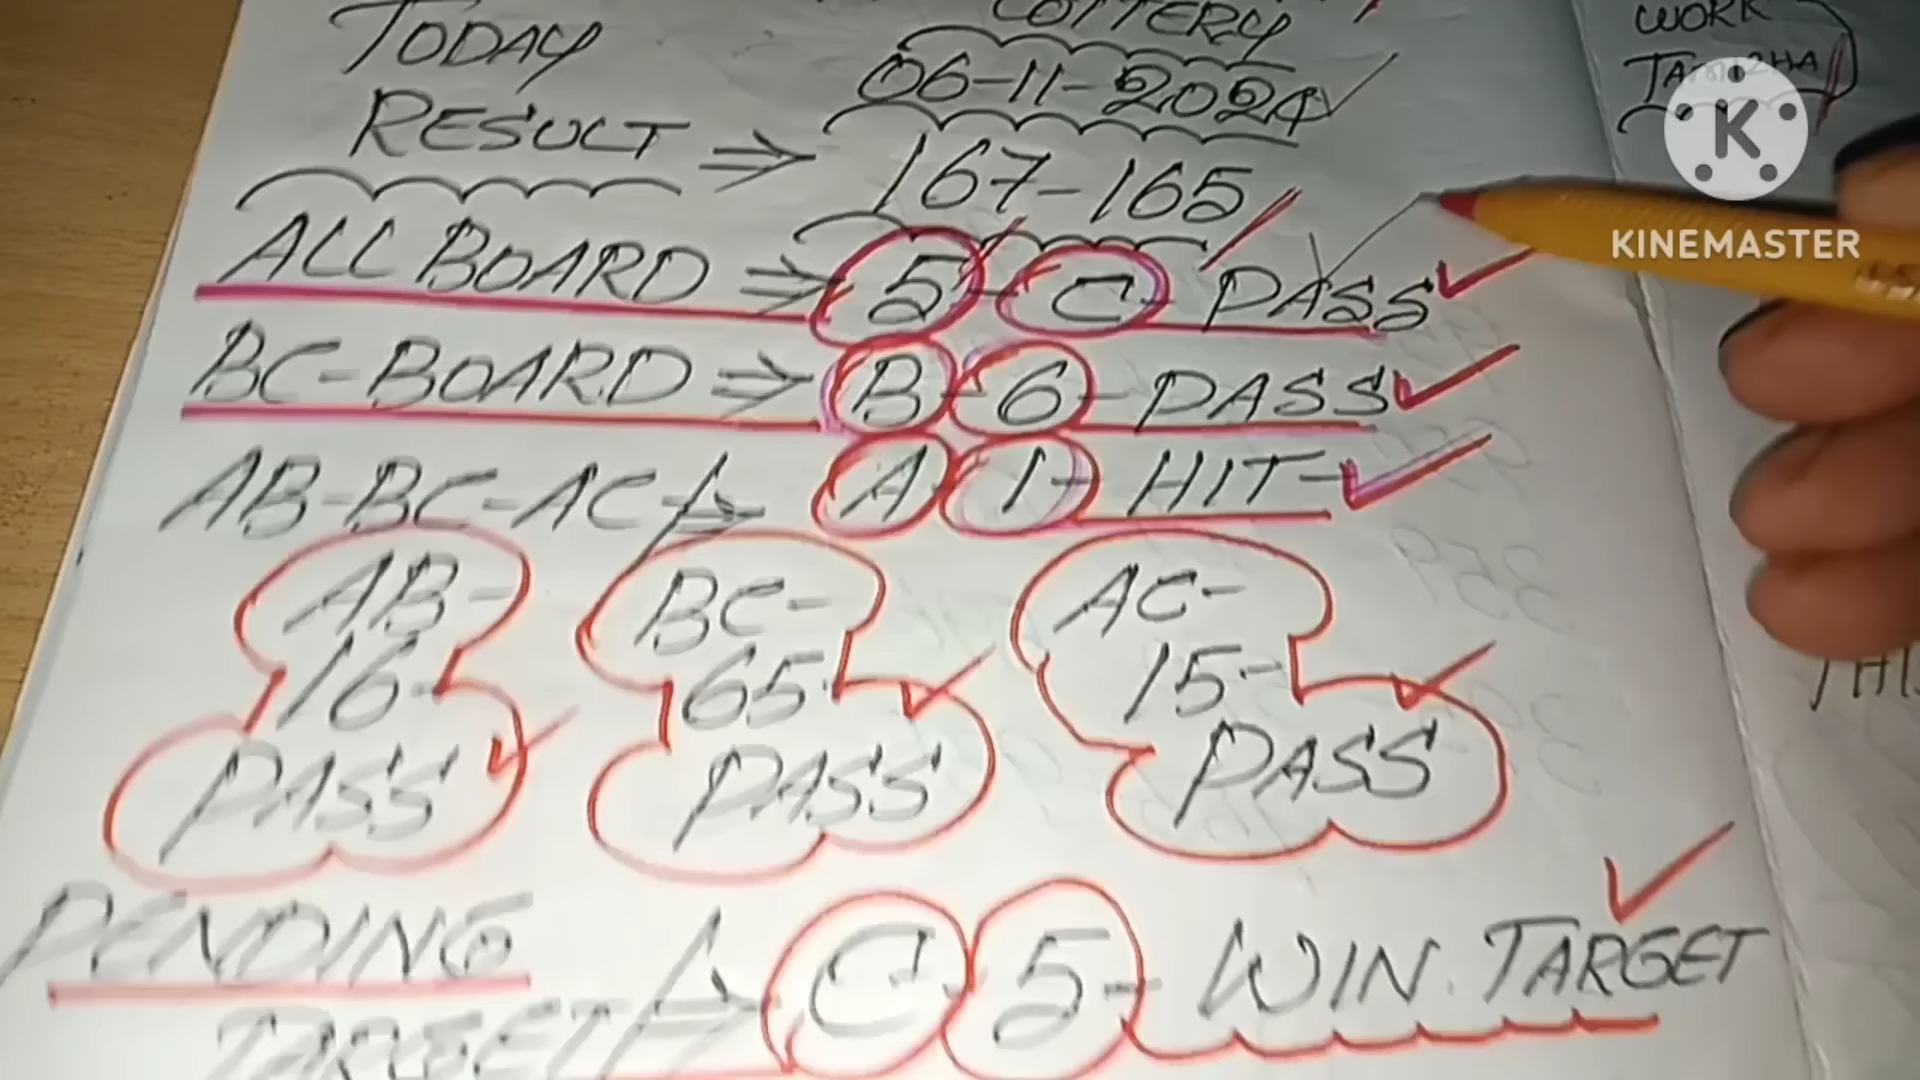 LOTTERY
TODAY
06-11-2024
RESULT ⇒ 167-165
ALL BOARD ⇒ 5-C-PASS✓
BC-BOARD ⇒ B-6-PASS✓
AB-BC-AC- ⇒ A-1-HIT-✓
AB-
16-
PASS✓
BC-
65-
PASS✓
AC-
15-
PASS✓
PENDING
TARGET ⇒ C-5-WIN.TARGET✓
WORK
K
KINEMASTER